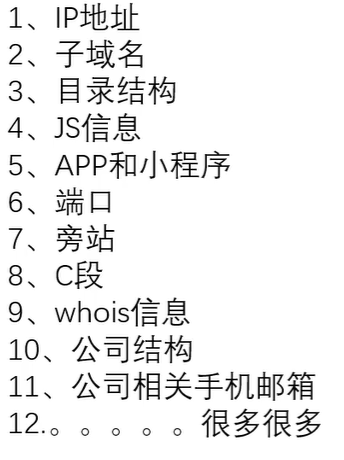 1、IP地址
2、子域名
3、目录结构
4、JS信息
5、APP和小程序
6、端口
7、旁站
8、C段
9、whois信息
10、公司结构
11、公司相关手机邮箱
12.。。。。。很多很多